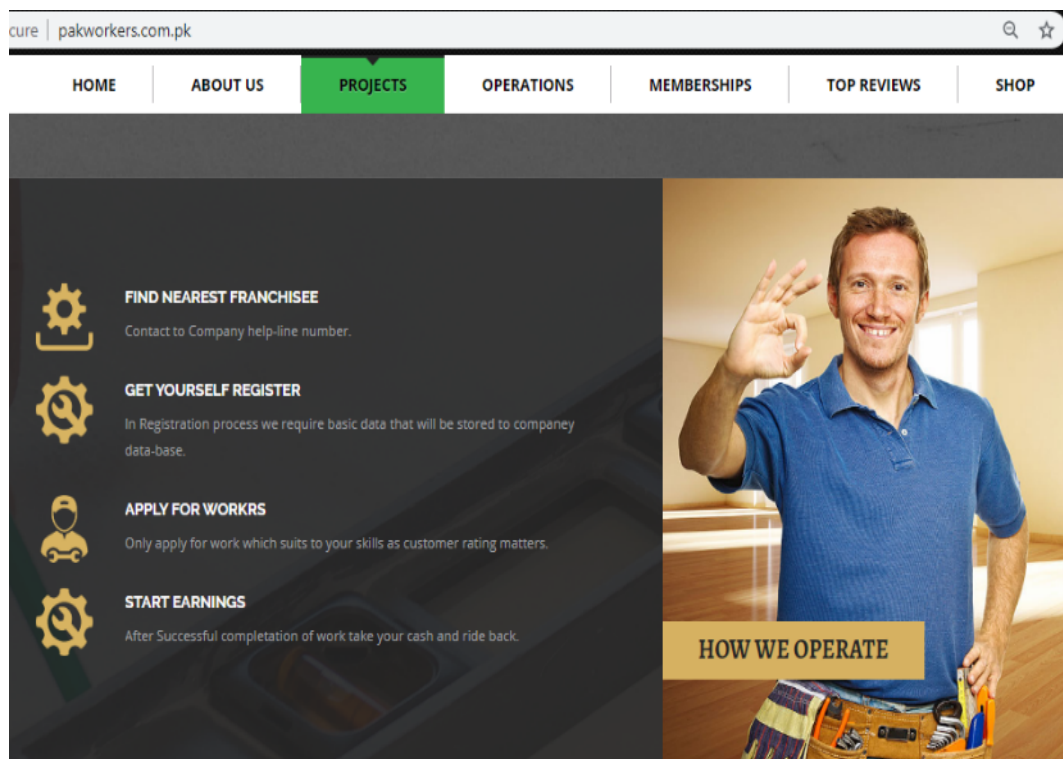 cure | pakworkers.com.pk
HOME ABOUT US PROJECTS OPERATIONS MEMBERSHIPS TOP REVIEWS SHOP
FIND NEAREST FRANCHISEE
Contact to Company help-line number.
GET YOURSELF REGISTER
In Registration process we require basic data that will be stored to companey
data-base.
APPLY FOR WORKRS
Only apply for work which suits to your skills as customer rating matters.
START EARNINGS
After Successful completation of work take your cash and ride back.
HOW WE OPERATE